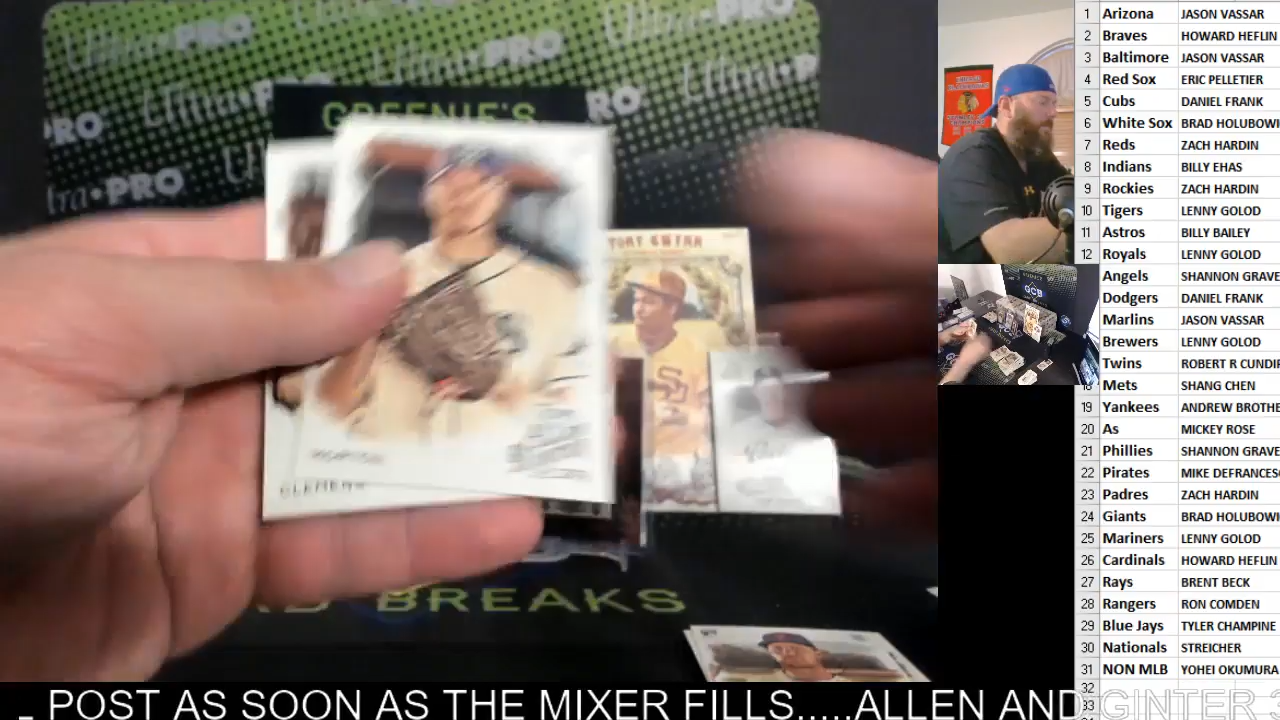 Ultra•PRO
GREENIE'S
TONY GWYNN
CLEMEN
BREAKS
GCB
1 Arizona JASON VASSAR
2 Braves HOWARD HEFLIN
3 Baltimore JASON VASSAR
4 Red Sox ERIC PELLETIER
5 Cubs DANIEL FRANK
6 White Sox BRAD HOLUBOWI
7 Reds ZACH HARDIN
8 Indians BILLY EHAS
9 Rockies ZACH HARDIN
10 Tigers LENNY GOLOD
11 Astros BILLY BAILEY
12 Royals LENNY GOLOD
Angels SHANNON GRAVE
Dodgers DANIEL FRANK
Marlins JASON VASSAR
Brewers LENNY GOLOD
Twins ROBERT R CUNDIF
18 Mets SHANG CHEN
19 Yankees ANDREW BROTHE
20 As MICKEY ROSE
21 Phillies SHANNON GRAVE
22 Pirates MIKE DEFRANCES
23 Padres ZACH HARDIN
24 Giants BRAD HOLUBOWI
25 Mariners LENNY GOLOD
26 Cardinals HOWARD HEFLIN
27 Rays BRENT BECK
28 Rangers RON COMDEN
29 Blue Jays TYLER CHAMPINE
30 Nationals STREICHER
31 NON MLB YOHEI OKUMURA
32
33
_ POST AS SOON AS THE MIXER FILLS.....ALLEN AND GINTER 3